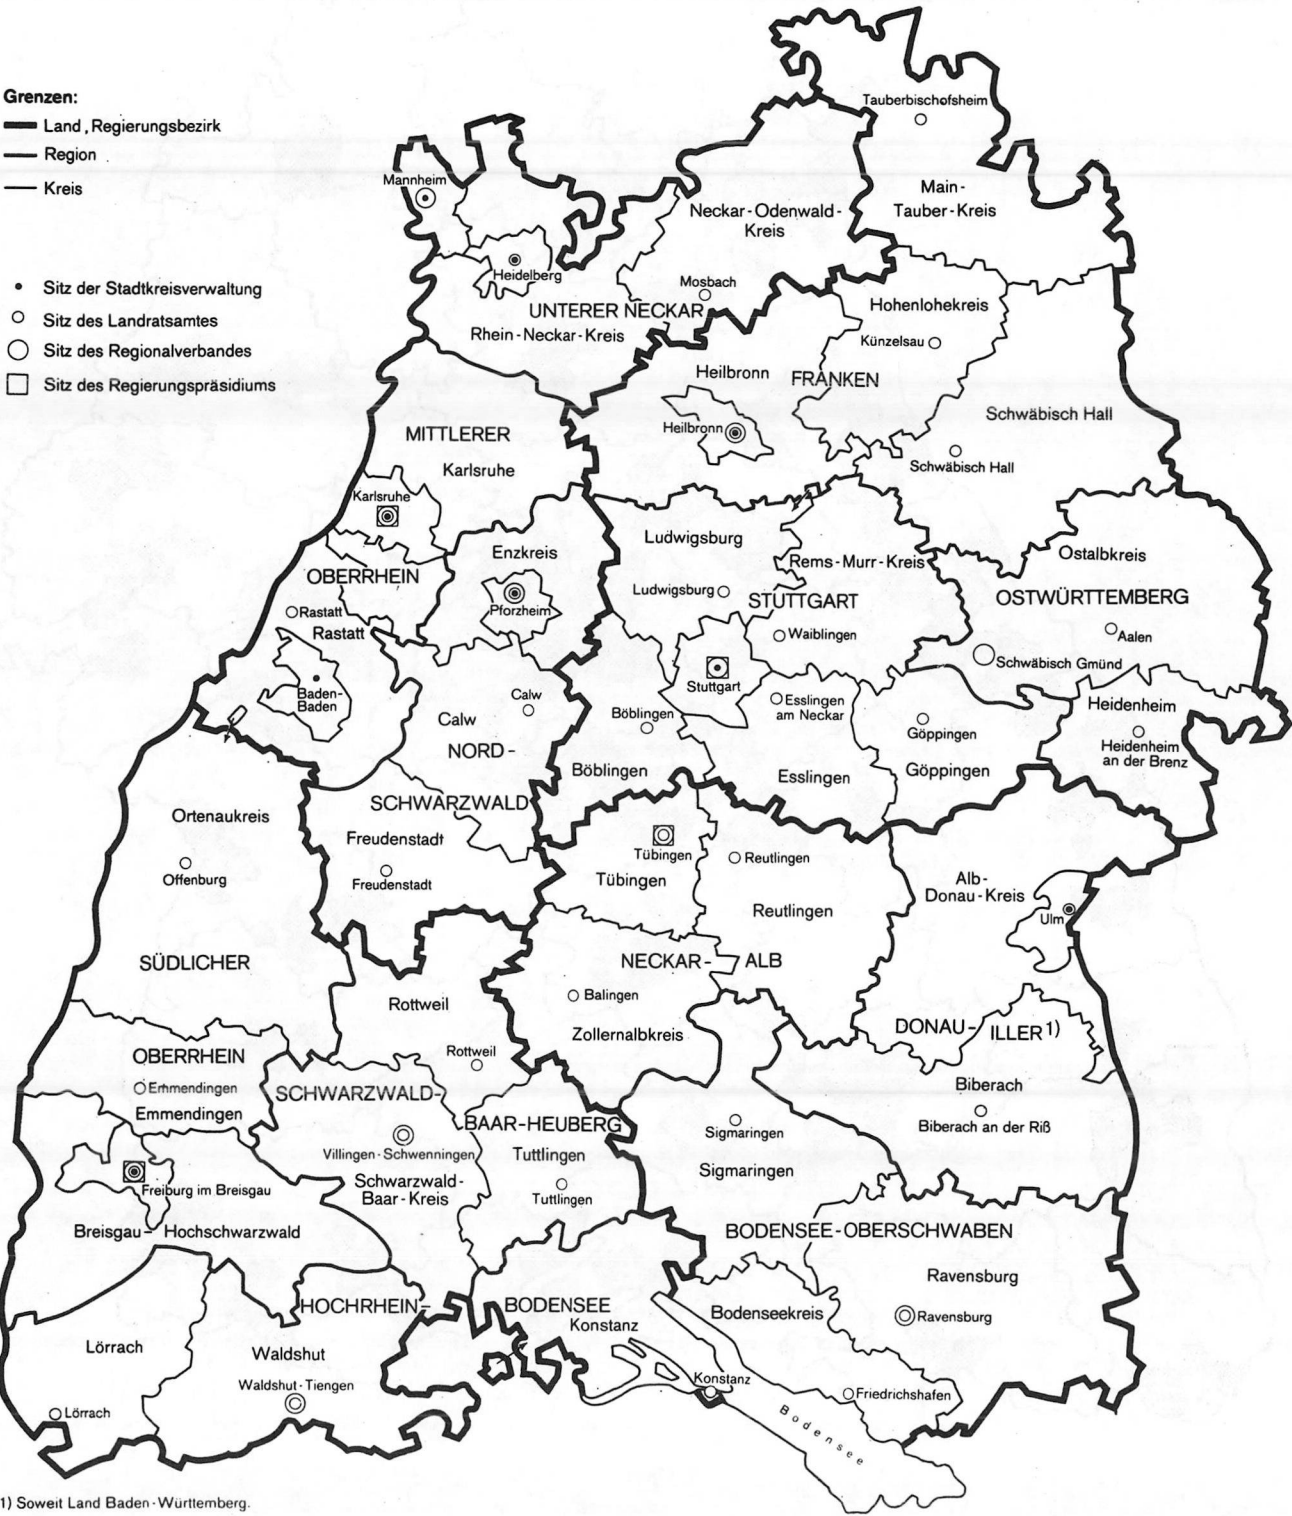 Grenzen:
Land, Regierungsbezirk
Region
Kreis
Sitz der Stadtkreisverwaltung
Sitz des Landratsamtes
Sitz des Regionalverbandes
Sitz des Regierungspräsidiums
Tauberbischofsheim
Main-
Tauber-Kreis
Mannheim
Neckar-Odenwald-
Kreis
Heidelberg
Mosbach
UNTERER NECKAR
Rhein-Neckar-Kreis
Hohenlohekreis
Künzelsau
Heilbronn
FRANKEN
Heilbronn
Schwäbisch Hall
Schwäbisch Hall
MITTLERER
Karlsruhe
Karlsruhe
OBERRHEIN
Rastatt
Rastatt
Baden-
Baden
Enzkreis
Pforzheim
Ludwigsburg
Ludwigsburg
Rems-Murr-Kreis
STUTTGART
Waiblingen
Stuttgart
Ostalbkreis
OSTWÜRTTEMBERG
Aalen
Schwäbisch Gmünd
Heidenheim
Heidenheim
an der Brenz
Calw
Calw
NORD-
SCHWARZWALD
Böblingen
Böblingen
Esslingen
am Neckar
Esslingen
Göppingen
Göppingen
Ortenaukreis
Offenburg
Freudenstadt
Freudenstadt
Tübingen
Tübingen
Reutlingen
Reutlingen
Alb-
Donau-Kreis
Ulm
SÜDLICHER
OBERRHEIN
Rottweil
Rottweil
NECKAR-ALB
Balingen
Zollernalbkreis
DONAU-ILLER 1)
Biberach
Biberach an der Riß
Emmendingen
Emmendingen
SCHWARZWALD-
BAAR-HEUBERG
Villingen-Schwenningen
Schwarzwald-
Baar-Kreis
Tuttlingen
Tuttlingen
Sigmaringen
Sigmaringen
Freiburg im Breisgau
Breisgau-Hochschwarzwald
BODENSEE-OBERSCHWABEN
Ravensburg
Ravensburg
Bodenseekreis
Friedrichshafen
HOCHRHEIN-
BODENSEE
Konstanz
Konstanz
Lörrach
Lörrach
Waldshut
Waldshut-Tiengen
Bodensee
1) Soweit Land Baden-Württemberg.